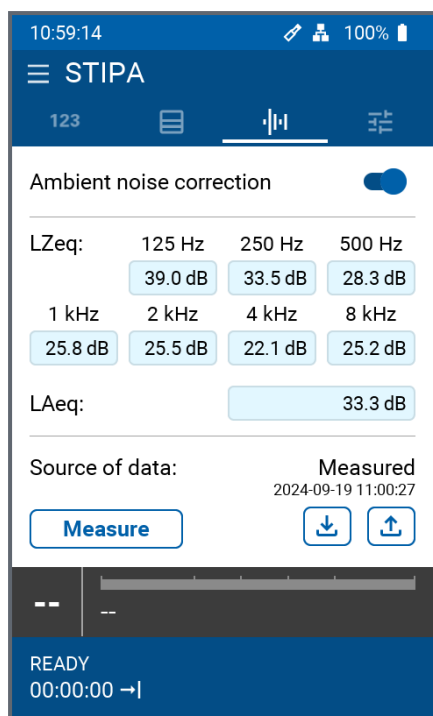 10:59:14 100%
STIPA
123
Ambient noise correction
LZeq: 125 Hz 250 Hz 500 Hz
39.0 dB 33.5 dB 28.3 dB
1 kHz 2 kHz 4 kHz 8 kHz
25.8 dB 25.5 dB 22.1 dB 25.2 dB
LAeq: 33.3 dB
Source of data: Measured
2024-09-19 11:00:27
Measure
-- --
READY
00:00:00